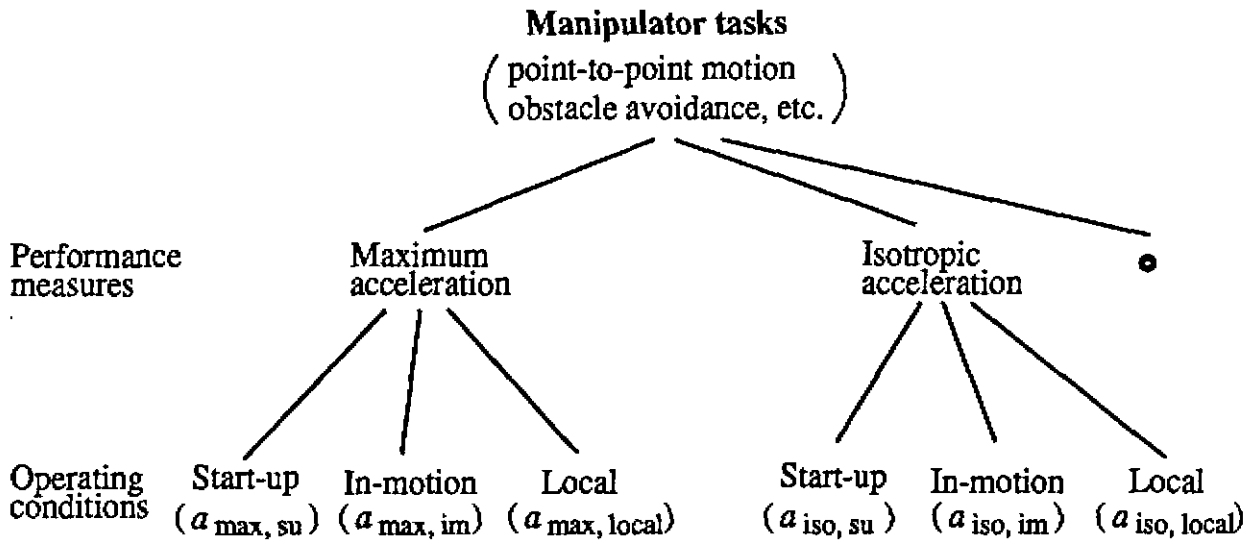 Manipulator tasks
( point-to-point motion
obstacle avoidance, etc. )
Performance
measures
Maximum
acceleration
Isotropic
acceleration
Operating
conditions
Start-up
(a max, su)
In-motion
(a max, im)
Local
(a max, local)
Start-up
(a iso, su)
In-motion
(a iso, im)
Local
(a iso, local)